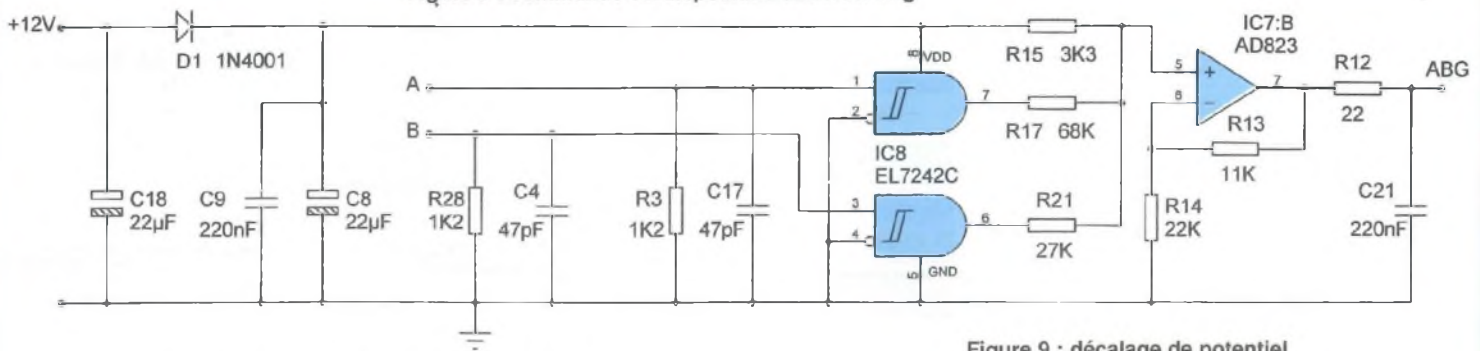 +12V
D1 1N4001
C18
22µF
C9
220nF
C8
22µF
A
B
R28
1K2
C4
47pF
R3
1K2
C17
47pF
1
2
8
VDD
7
IC8
EL7242C
3
4
6
5
GND
R15 3K3
R17 68K
R21
27K
IC7:B
AD823
5
+
6
-
7
R13
11K
R14
22K
R12
22
ABG
C21
220nF
Figure 9 : décalage de potentiel